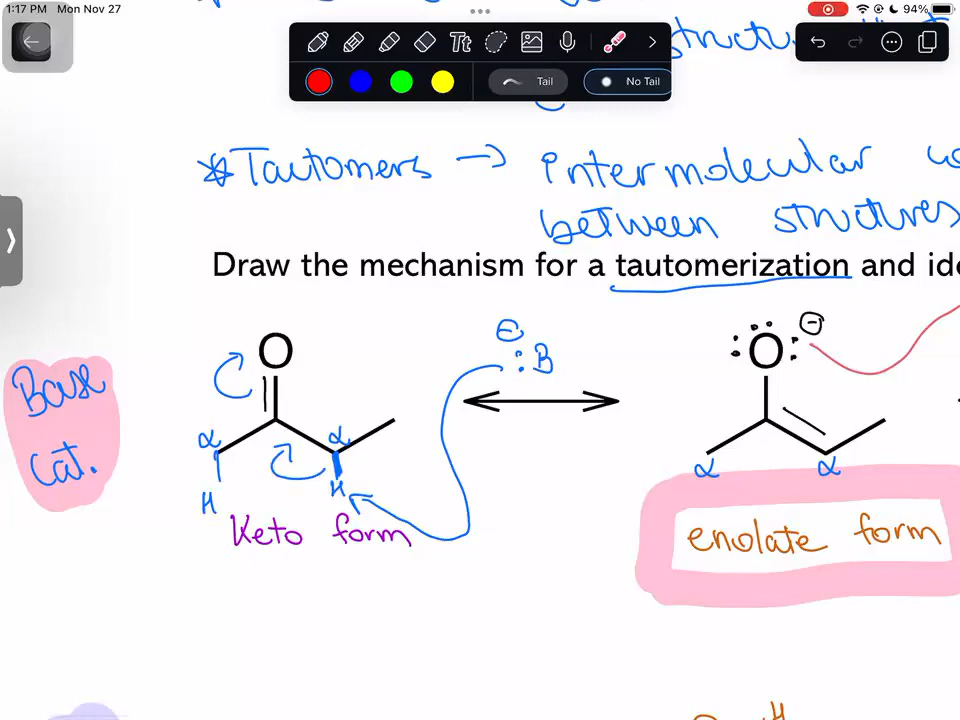 1:17 PM Mon Nov 27
94%
Tt
Tail
No Tail
*Tautomers → intermolecular
between structures
Draw the mechanism for a tautomerization and ide
O
⊖
:B
:O: ⊖
Base
Cat.
α
α
H
H
α
α
Keto form
enolate form